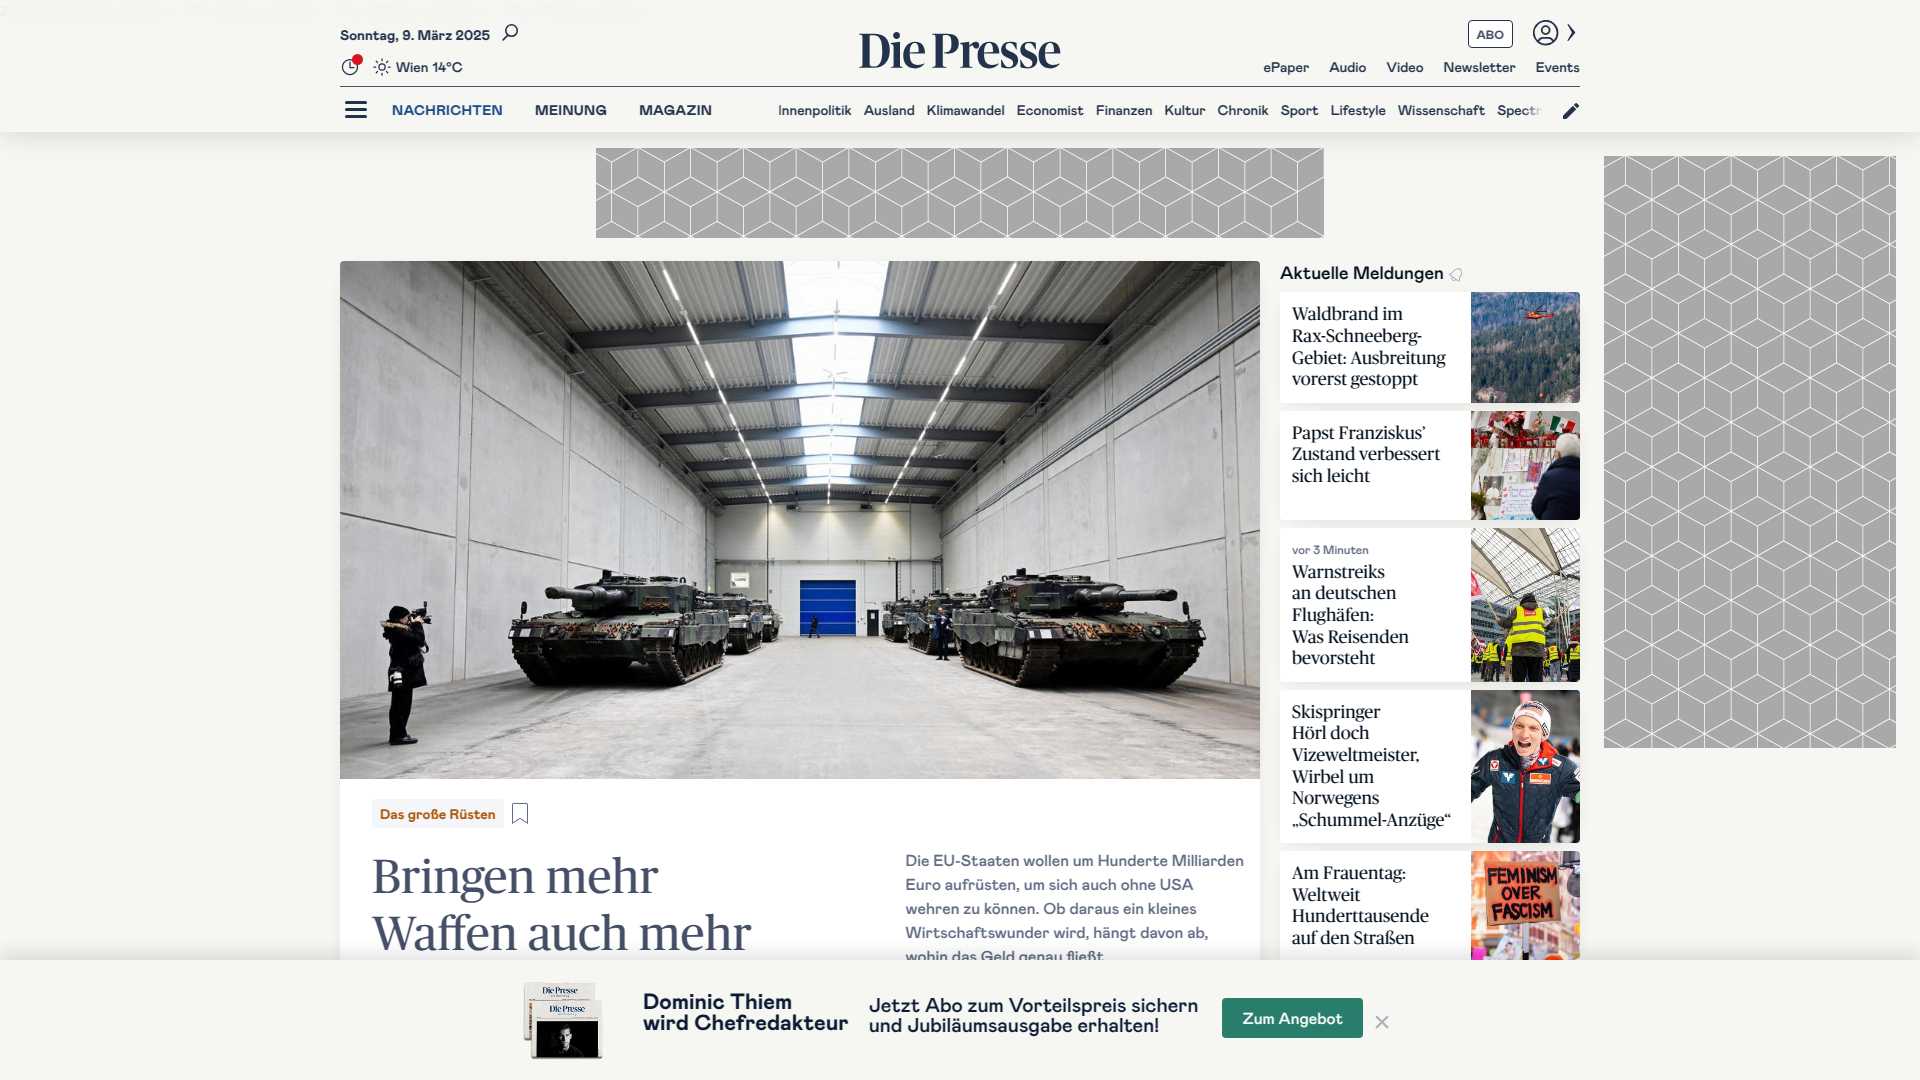 Sonntag, 9. März 2025
Die Presse
ABO
Wien 14°C
ePaper Audio Video Newsletter Events
NACHRICHTEN MEINUNG MAGAZIN Innenpolitik Ausland Klimawandel Economist Finanzen Kultur Chronik Sport Lifestyle Wissenschaft
Aktuelle Meldungen
Waldbrand im
Rax-Schneeberg-
Gebiet: Ausbreitung
vorerst gestoppt
Papst Franziskus’
Zustand verbessert
sich leicht
vor 3 Minuten
Warnstreiks
an deutschen
Flughäfen:
Was Reisenden
bevorsteht
Skispringer
Hörl doch
Vizeweltmeister,
Wirbel um
Norwegens
„Schummel-Anzüge“
Am Frauentag:
Weltweit
Hunderttausende
auf den Straßen
FEMINISM
OVER
FASCISM
Das große Rüsten
Bringen mehr
Waffen auch mehr
Die EU-Staaten wollen um Hunderte Milliarden
Euro aufrüsten, um sich auch ohne USA
wehren zu können. Ob daraus ein kleines
Wirtschaftswunder wird, hängt davon ab,
wohin das Geld genau fließt.
Die Presse
Die Presse
Dominic Thiem
wird Chefredakteur
Jetzt Abo zum Vorteilspreis sichern
und Jubiläumsausgabe erhalten!
Zum Angebot